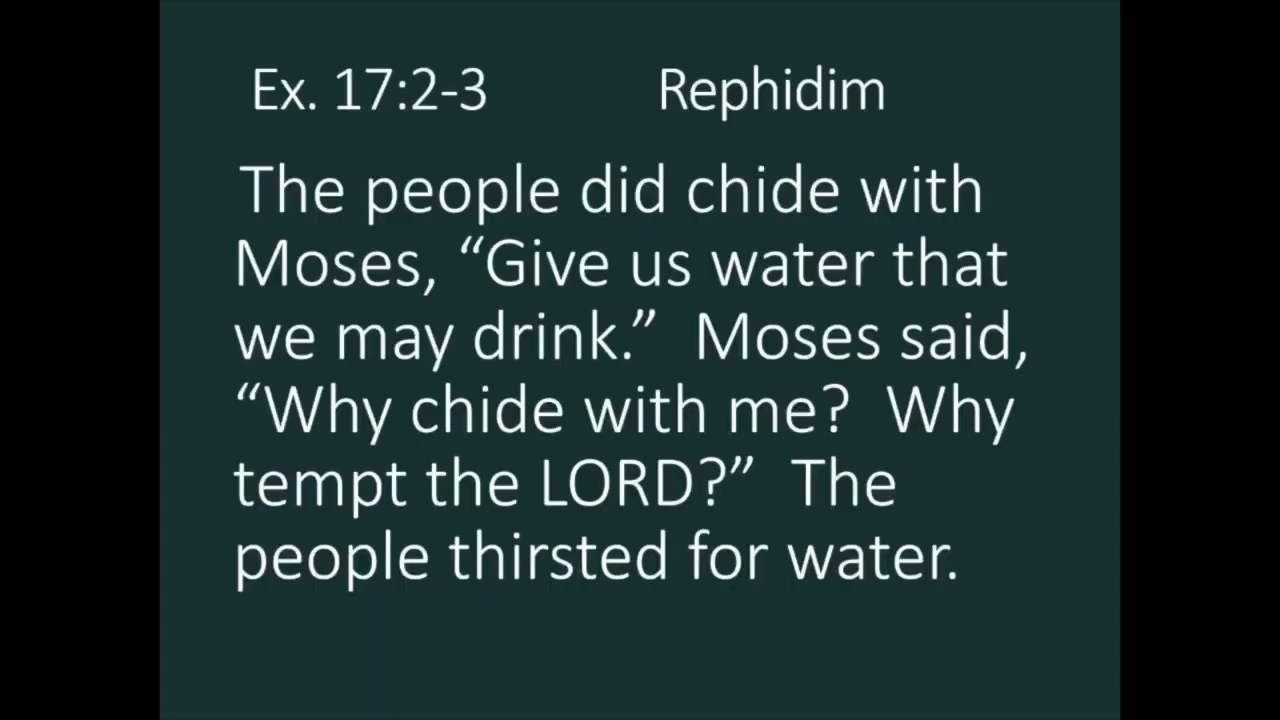 Ex. 17:2-3 Rephidim
The people did chide with
Moses, “Give us water that
we may drink.” Moses said,
“Why chide with me? Why
tempt the LORD?” The
people thirsted for water.